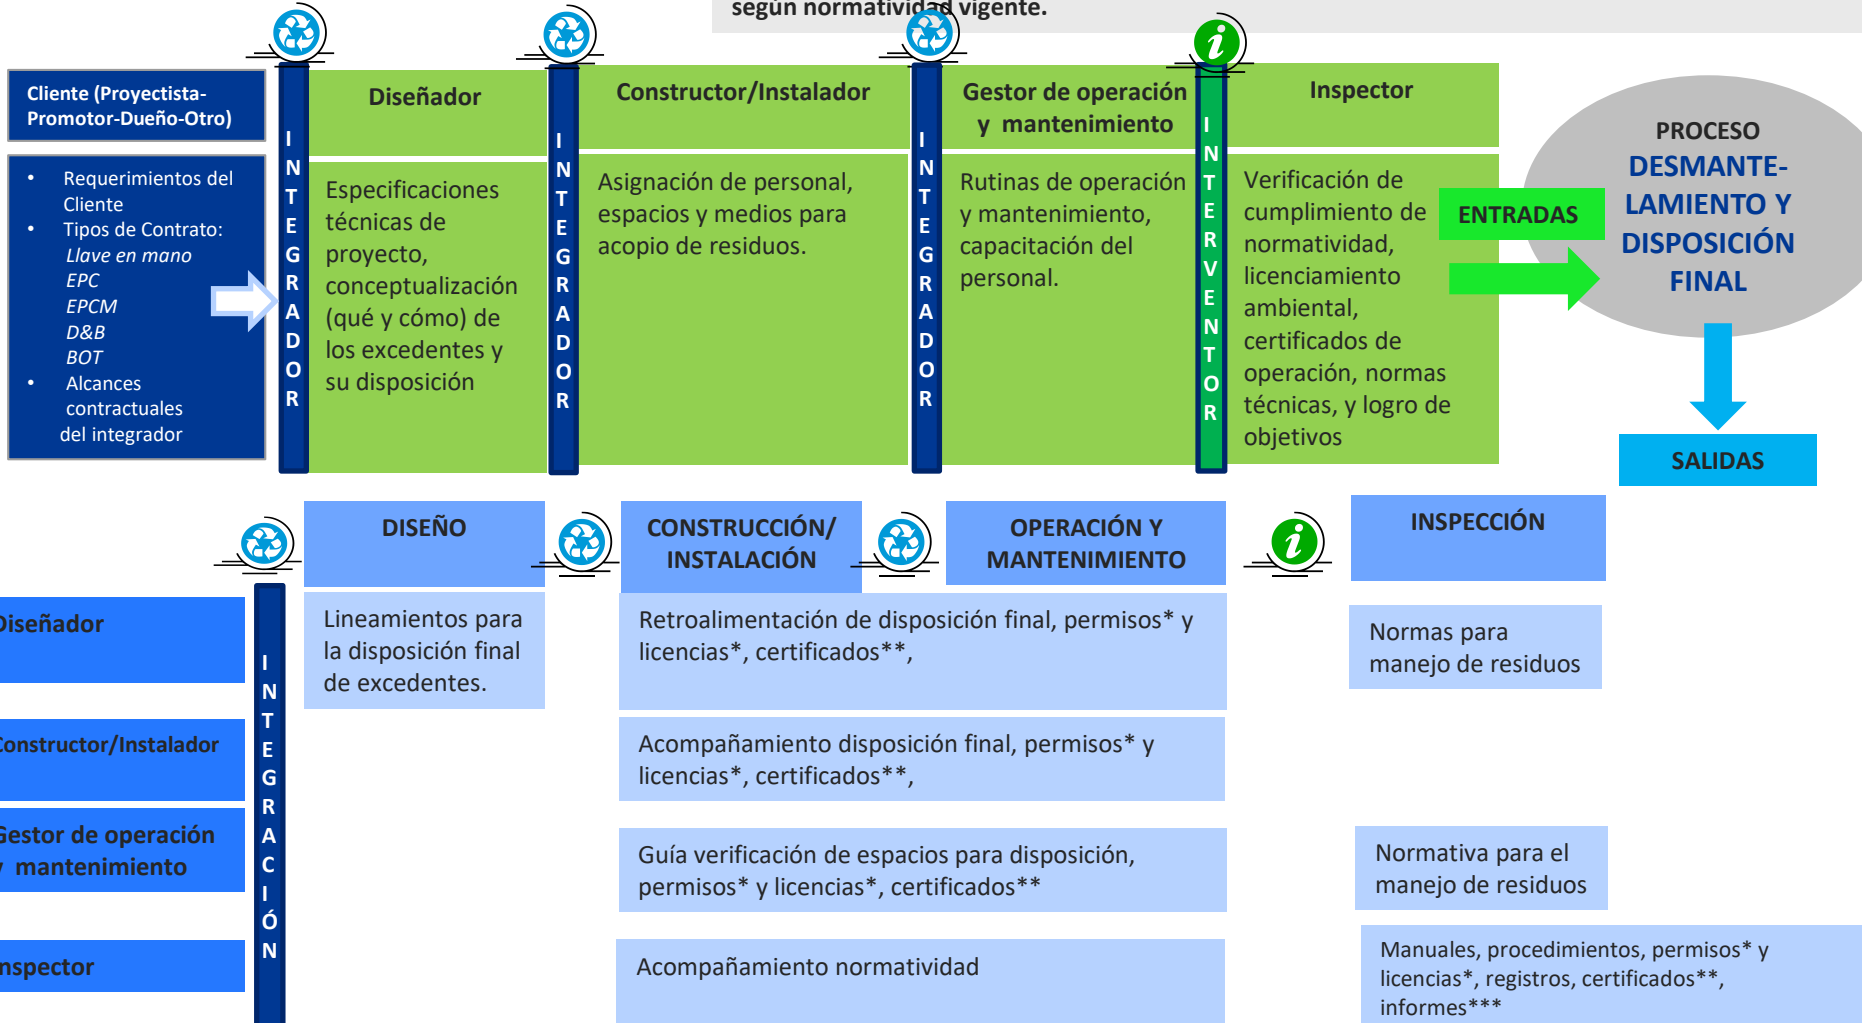 según normatividad vigente.
Cliente (Proyectista-
Promotor-Dueño-Otro)
• Requerimientos del
Cliente
• Tipos de Contrato:
Llave en mano
EPC
EPCM
D&B
BOT
• Alcances
contractuales
del integrador
INTEGRADOR
Diseñador
Especificaciones
técnicas de
proyecto,
conceptualización
(qué y cómo) de
los excedentes y
su disposición
INTEGRADOR
Constructor/Instalador
Asignación de personal,
espacios y medios para
acopio de residuos.
INTEGRADOR
Gestor de operación
y mantenimiento
Rutinas de operación
y mantenimiento,
capacitación del
personal.
i
INTERVENTOR
Inspector
Verificación de
cumplimiento de
normatividad,
licenciamiento
ambiental,
certificados de
operación, normas
técnicas, y logro de
objetivos
ENTRADAS
PROCESO
DESMANTE-
LAMIENTO Y
DISPOSICIÓN
FINAL
SALIDAS
DISEÑO
CONSTRUCCIÓN/
INSTALACIÓN
OPERACIÓN Y
MANTENIMIENTO
i
INSPECCIÓN
INTEGRACIÓN
Diseñador
Lineamientos para
la disposición final
de excedentes.
Retroalimentación de disposición final, permisos* y
licencias*, certificados**,
Normas para
manejo de residuos
Constructor/Instalador
Acompañamiento disposición final, permisos* y
licencias*, certificados**,
Gestor de operación
y mantenimiento
Guía verificación de espacios para disposición,
permisos* y licencias*, certificados**
Normativa para el
manejo de residuos
Inspector
Acompañamiento normatividad
Manuales, procedimientos, permisos* y
licencias*, registros, certificados**,
informes***